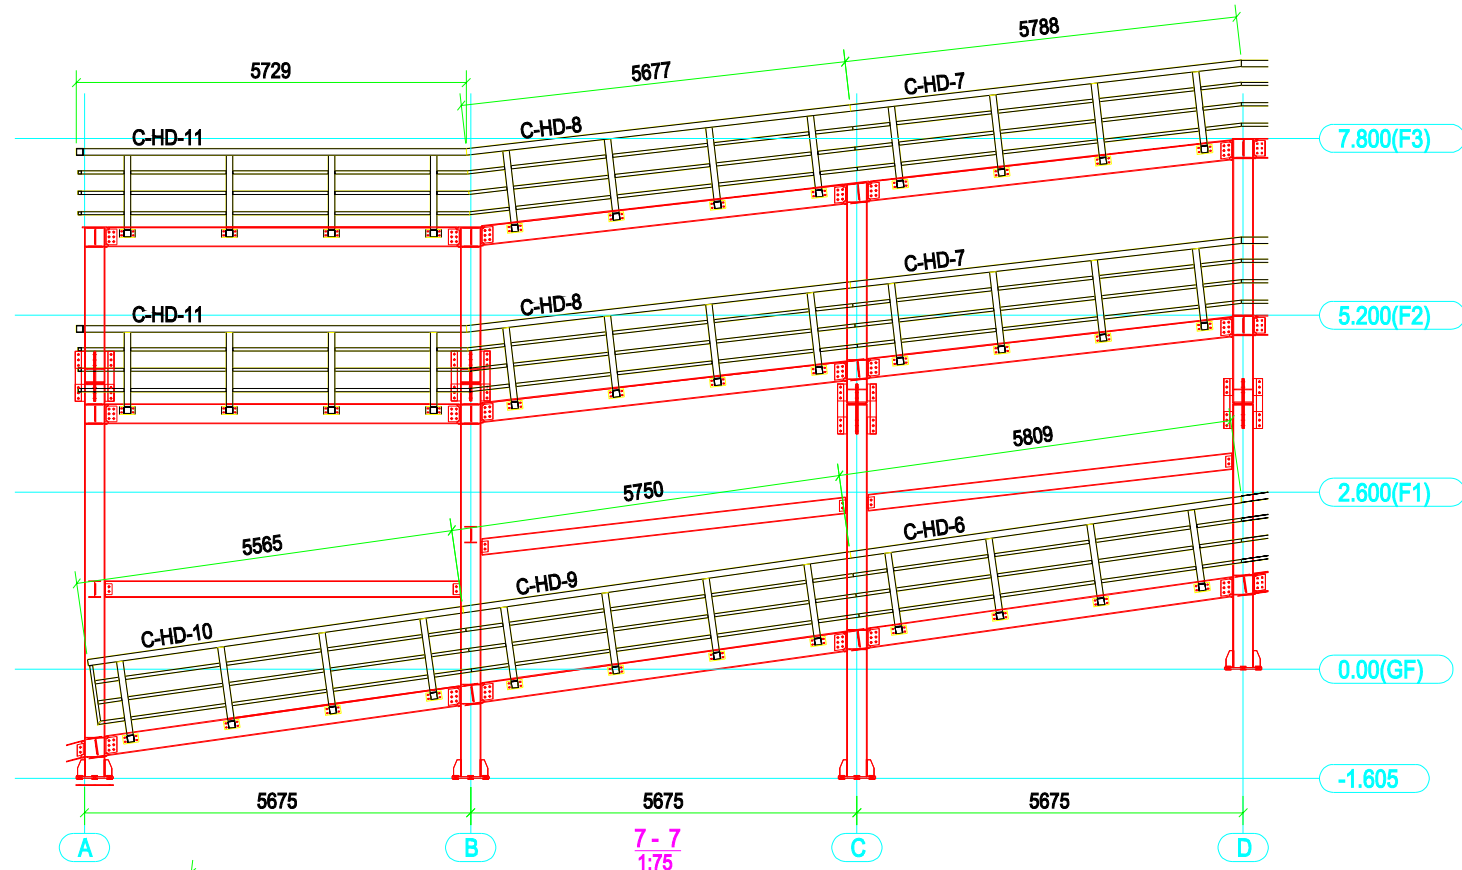 5788
5729
5677
C-HD-7
C-HD-8
C-HD-11
7.800(F3)
C-HD-7
C-HD-8
C-HD-11
5.200(F2)
5809
5750
2.600(F1)
C-HD-6
5565
C-HD-9
C-HD-10
0.00(GF)
-1.605
5675
5675
5675
A
B
7 - 7
1:75
C
D